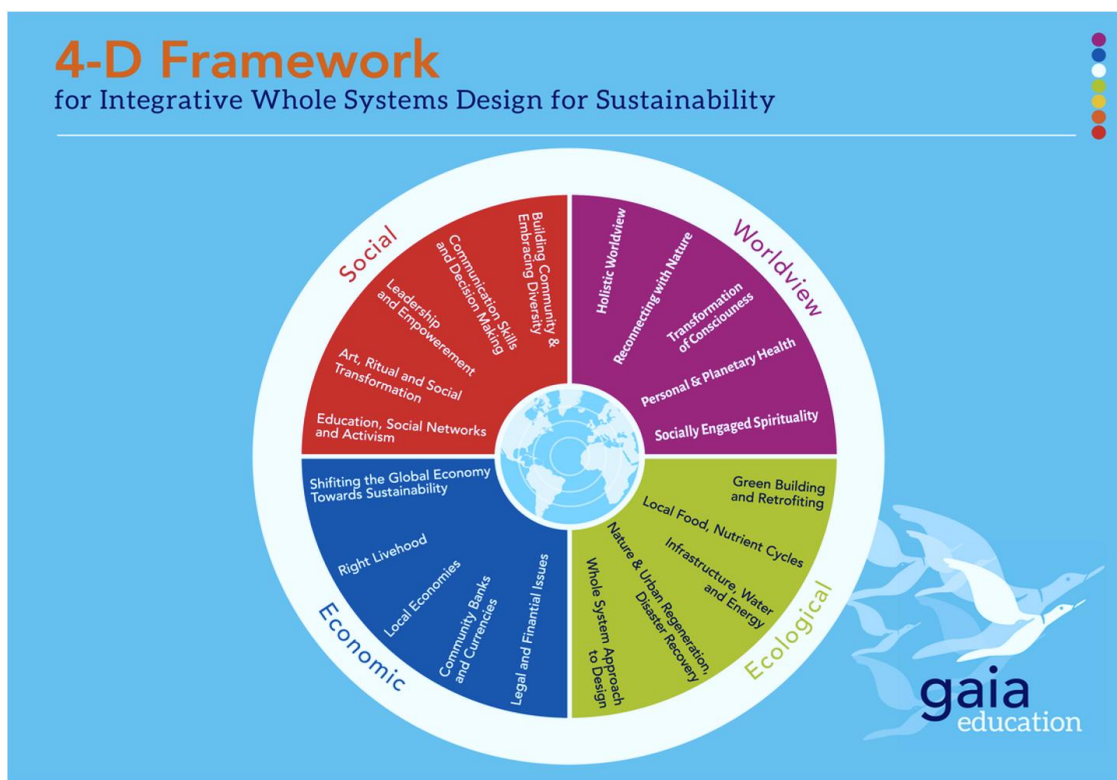 4-D Framework
for Integrative Whole Systems Design for Sustainability
Social
Building Community &
Embracing Diversity
Communication Skills
and Decision Making
Leadership
and Empowerement
Art, Ritual and Social
Transformation
Education, Social Networks
and Activism
Worldview
Holistic Worldview
Reconnecting with Nature
Transformation
of Consciouness
Personal & Planetary Health
Socially Engaged Spirituality
Economic
Shifiting the Global Economy
Towards Sustainability
Right Livehood
Local Economies
Community Banks
and Currencies
Legal and Finantial Issues
Ecological
Green Building
and Retrofiting
Local Food, Nutrient Cycles
Infrastructure, Water
and Energy
Nature & Urban Regeneration,
Disaster Recovery
Whole System Approach
to Design
gaia
education